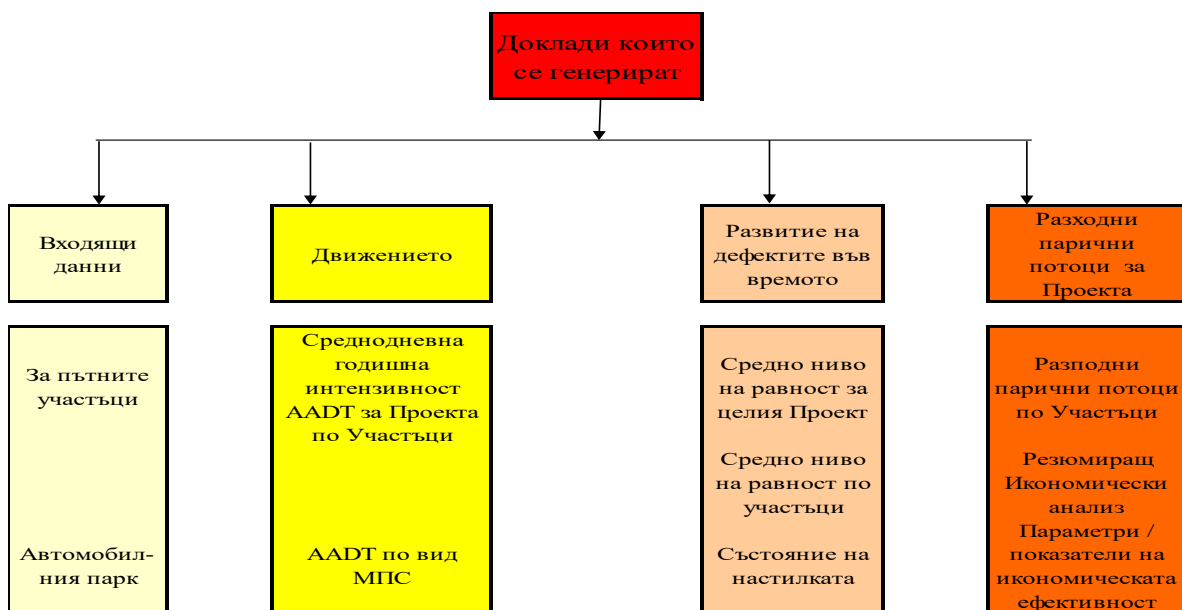 Доклади които
се генерират
Входящи
данни
Движението
Развитие на
дефектите във
времото
Разходни
парични
потоци за
Проекта
За пътните
участъци
Автомобил-
ния парк
Среднодневна
годишна
интензивност
AADT за Проекта
по Участъци
AADT по вид
МПС
Средно ниво
на равност за
целия Проект
Средно ниво
на равност по
участъци
Състояние на
настилката
Разподни
парични потоци
по Участъци
Резюмиращ
Икономически
анализ
Параметри /
показатели на
икономическата
ефективност